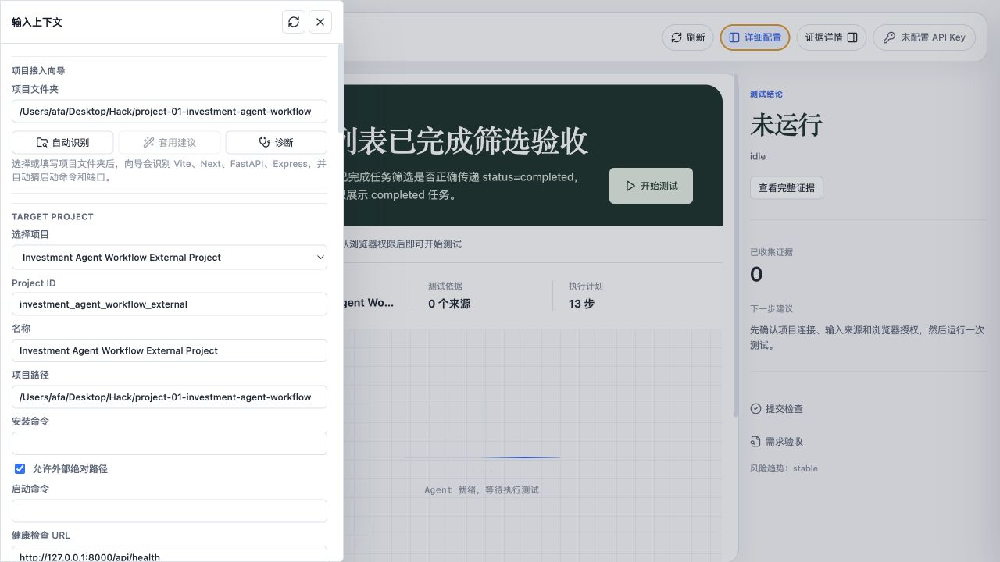 输入上下文
项目接入向导
项目文件夹
/Users/afa/Desktop/Hack/project-01-investment-agent-workflow
自动识别
套用建议
诊断
选择或填写项目文件夹后，向导会识别 Vite、Next、FastAPI、Express，并
自动猜启动命令和端口。
TARGET PROJECT
选择项目
Investment Agent Workflow External Project
Project ID
investment_agent_workflow_external
名称
Investment Agent Workflow External Project
项目路径
/Users/afa/Desktop/Hack/project-01-investment-agent-workflow
安装命令
允许外部绝对路径
启动命令
健康检查 URL
http://127.0.0.1:8000/api/health
刷新
详细配置
证据详情
未配置 API Key
列表已完成筛选验收
已完成任务筛选是否正确传递 status=completed，
只展示 completed 任务。
开始测试
认浏览器权限后即可开始测试
gent Wo...
测试依据
0 个来源
执行计划
13 步
Agent 就绪，等待执行测试
测试结论
未运行
idle
查看完整证据
已收集证据
0
下一步建议
先确认项目连接、输入来源和浏览器授权，然后运行一次
测试。
提交检查
需求验收
风险趋势：stable